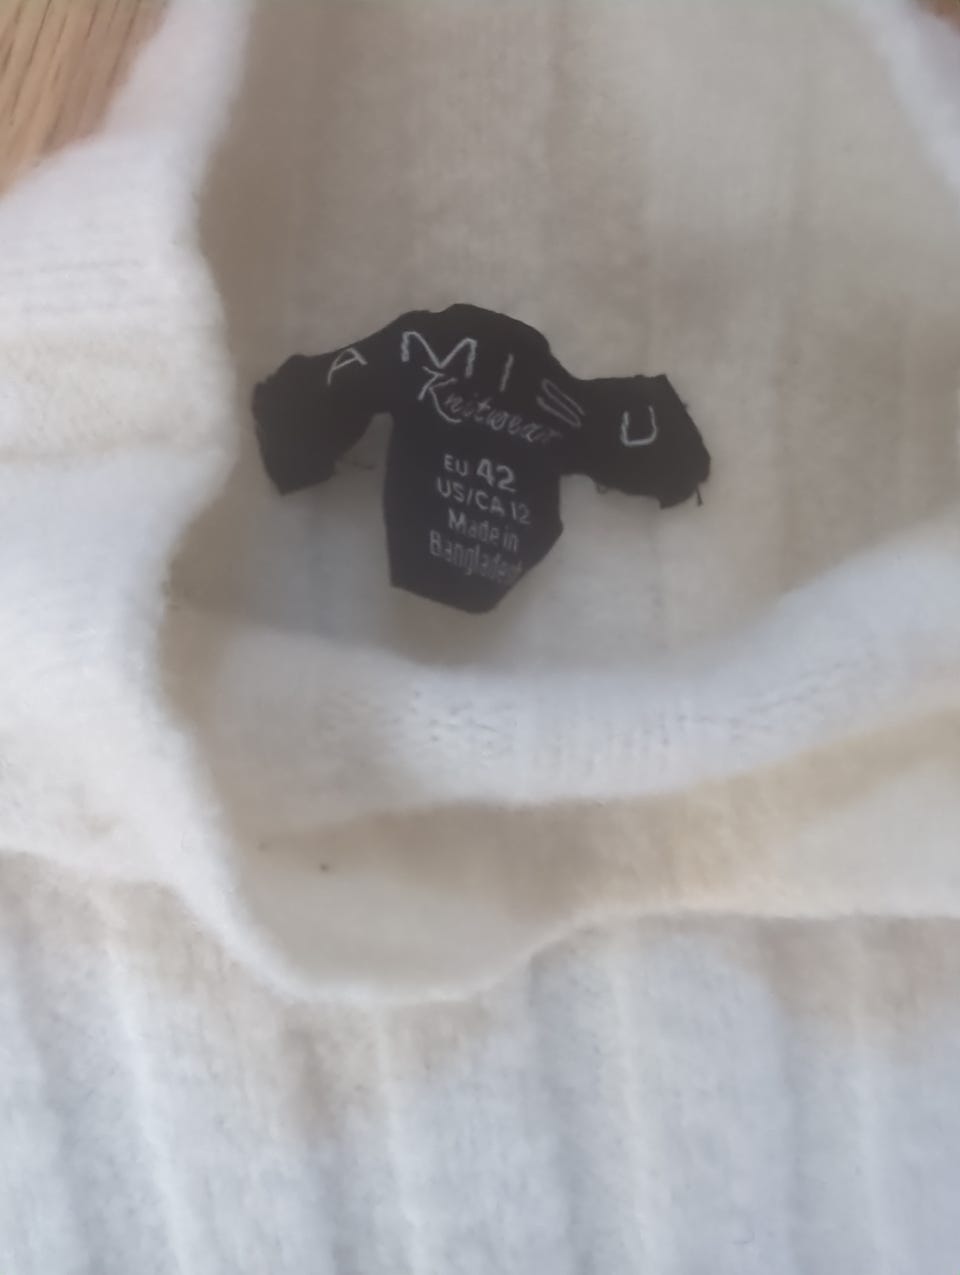 AMISU
Knitwear
EU 42
US/CA 12
Made in
Bangladesh